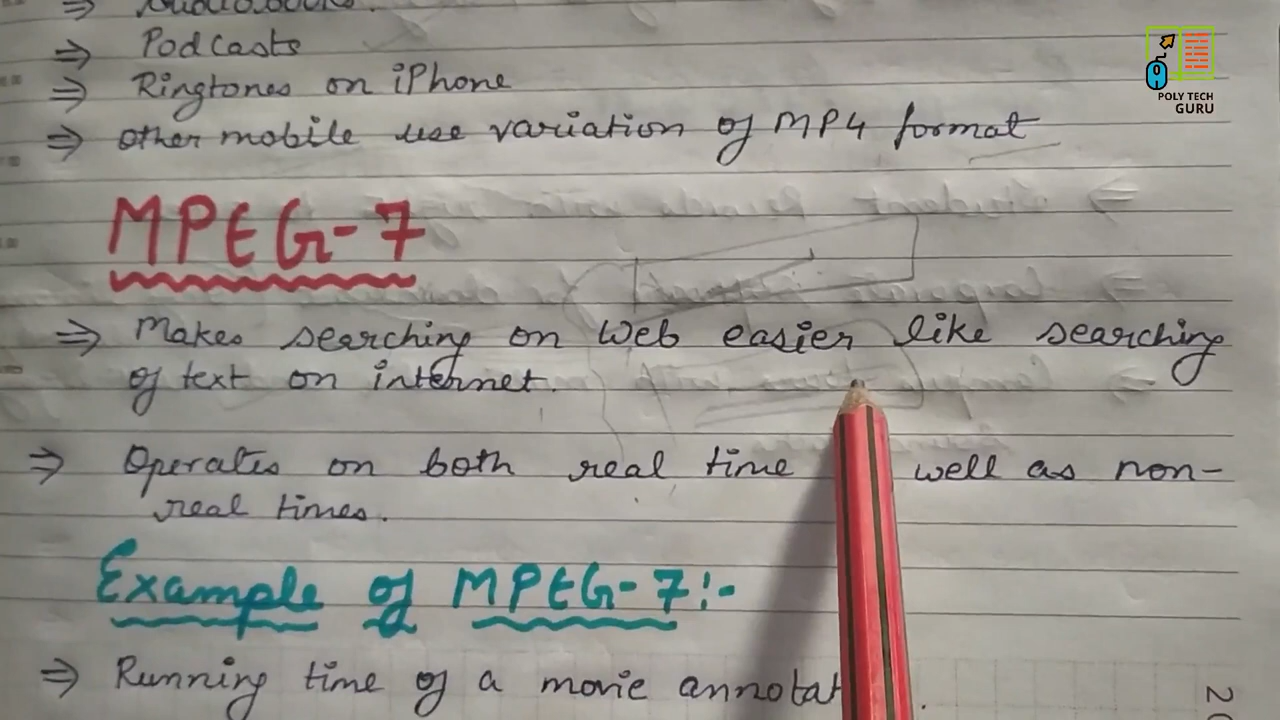 ⇒ Audiobooks.
⇒ Podcasts
⇒ Ringtones on iPhone
⇒ other mobile use variation of MP4 format
MPEG-7
⇒ Makes searching on Web easier like searching
of text on internet.
⇒ Operates on both real time well as non-
real times.
Example of MPEG-7:-
⇒ Running time of a movie
POLY TECH
GURU